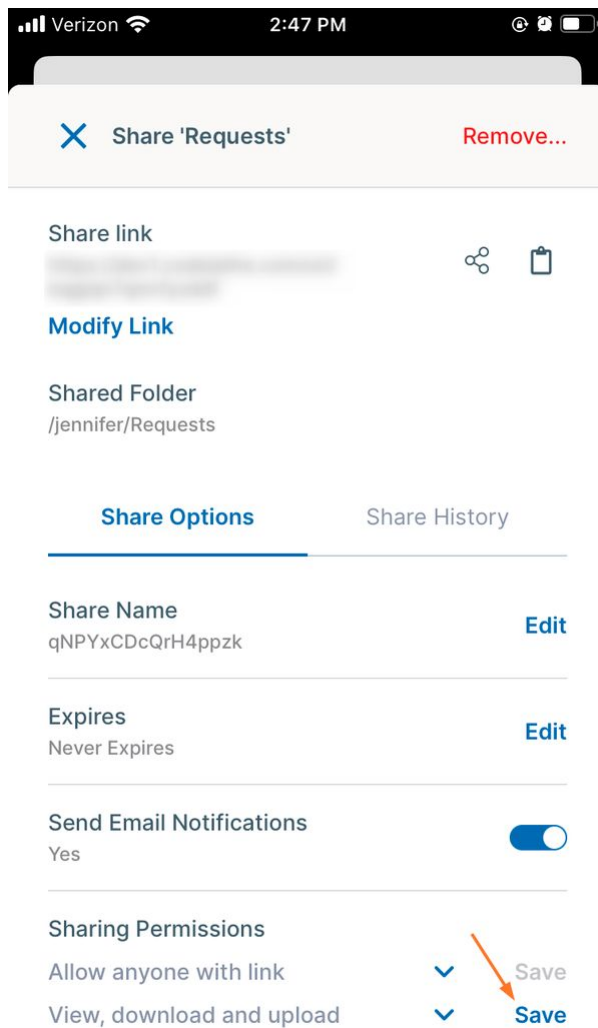 Verizon 2:47 PM
Share 'Requests' Remove...
Share link
Modify Link
Shared Folder
/jennifer/Requests
Share Options Share History
Share Name
qNPYxCDcQrH4ppzk Edit
Expires
Never Expires Edit
Send Email Notifications
Yes
Sharing Permissions
Allow anyone with link Save
View, download and upload Save